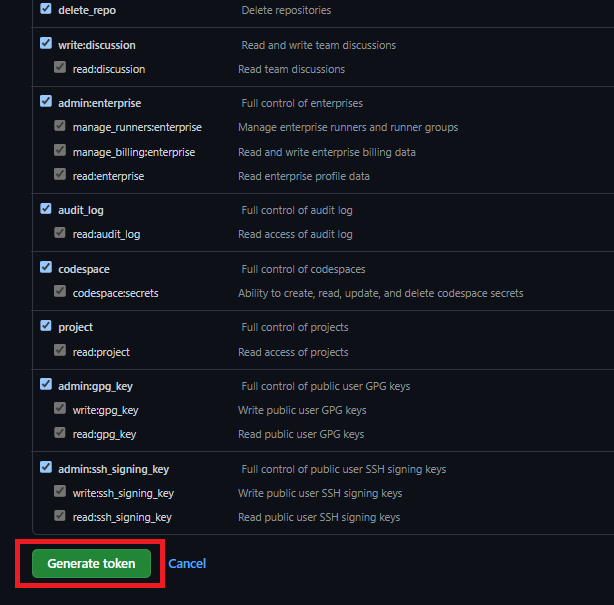 delete_repo Delete repositories
write:discussion Read and write team discussions
read:discussion Read team discussions
admin:enterprise Full control of enterprises
manage_runners:enterprise Manage enterprise runners and runner groups
manage_billing:enterprise Read and write enterprise billing data
read:enterprise Read enterprise profile data
audit_log Full control of audit log
read:audit_log Read access of audit log
codespace Full control of codespaces
codespace:secrets Ability to create, read, update, and delete codespace secrets
project Full control of projects
read:project Read access of projects
admin:gpg_key Full control of public user GPG keys
write:gpg_key Write public user GPG keys
read:gpg_key Read public user GPG keys
admin:ssh_signing_key Full control of public user SSH signing keys
write:ssh_signing_key Write public user SSH signing keys
read:ssh_signing_key Read public user SSH signing keys
Generate token Cancel